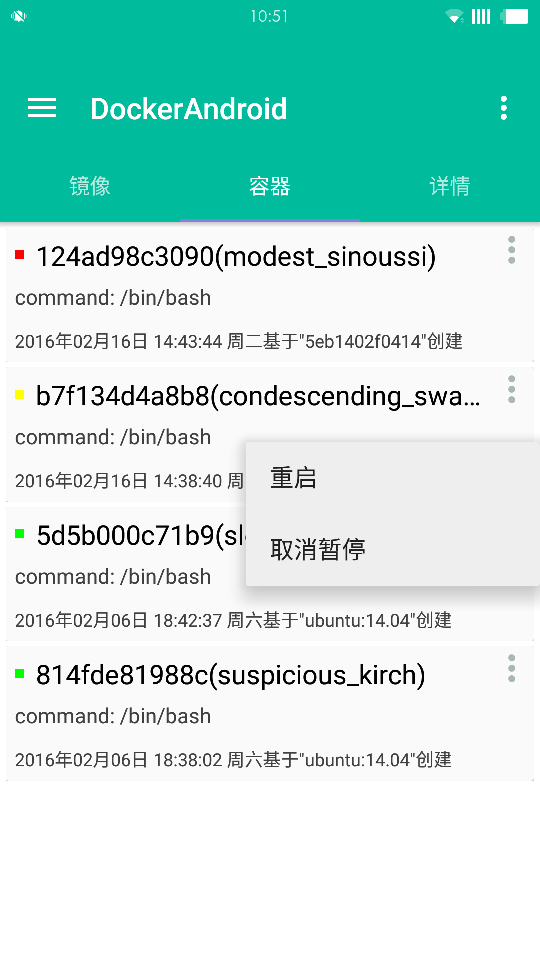 10:51
DockerAndroid
镜像 容器 详情
124ad98c3090(modest_sinoussi)
command: /bin/bash
2016年02月16日 14:43:44 周二基于"5eb1402f0414"创建
b7f134d4a8b8(condescending_swa...
command: /bin/bash
2016年02月16日 14:38:40 周
重启
取消暂停
5d5b000c71b9(sl
command: /bin/bash
2016年02月06日 18:42:37 周六基于"ubuntu:14.04"创建
814fde81988c(suspicious_kirch)
command: /bin/bash
2016年02月06日 18:38:02 周六基于"ubuntu:14.04"创建